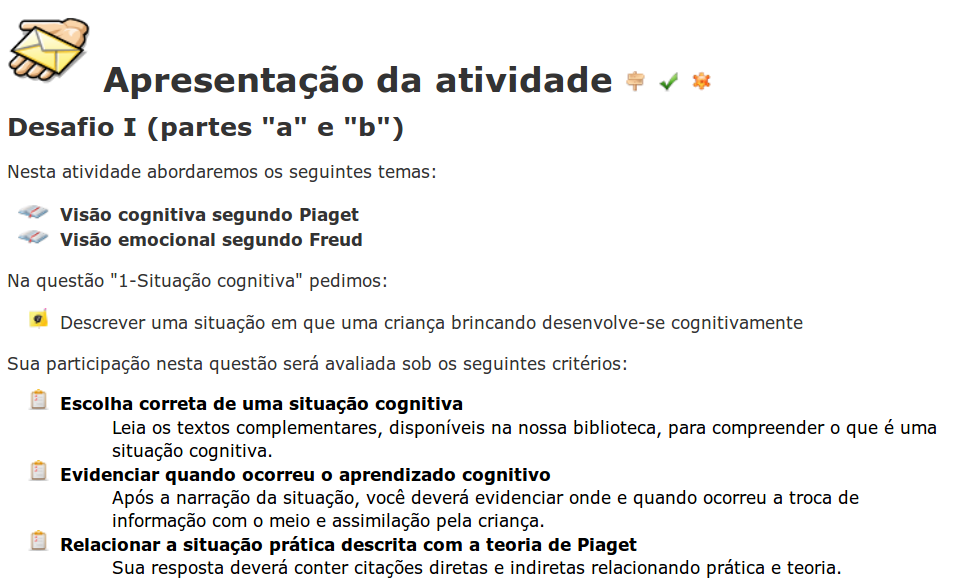 Apresentação da atividade
Desafio I (partes "a" e "b")
Nesta atividade abordaremos os seguintes temas:
Visão cognitiva segundo Piaget
Visão emocional segundo Freud
Na questão "1-Situação cognitiva" pedimos:
Descrever uma situação em que uma criança brincando desenvolve-se cognitivamente
Sua participação nesta questão será avaliada sob os seguintes critérios:
Escolha correta de uma situação cognitiva
Leia os textos complementares, disponíveis na nossa biblioteca, para compreender o que é uma
situação cognitiva.
Evidenciar quando ocorreu o aprendizado cognitivo
Após a narração da situação, você deverá evidenciar onde e quando ocorreu a troca de
informação com o meio e assimilação pela criança.
Relacionar a situação prática descrita com a teoria de Piaget
Sua resposta deverá conter citações diretas e indiretas relacionando prática e teoria.